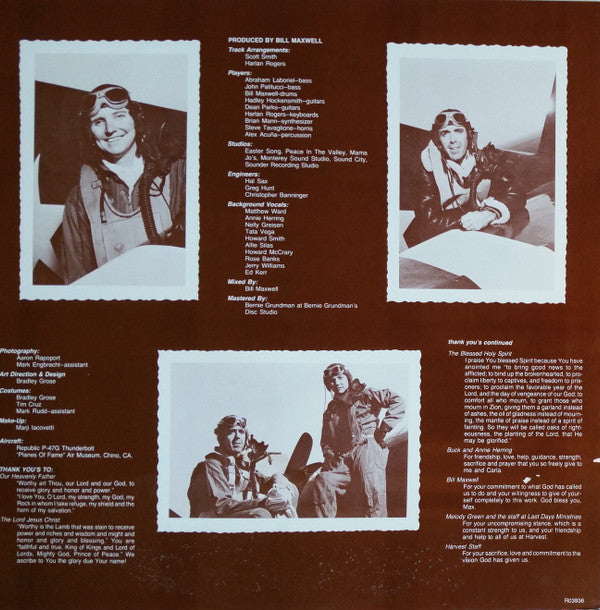 PRODUCED BY BILL MAXWELL
Track Arrangements:
Scott Smith
Harlan Rogers
Players:
Abraham Laboriel–bass
John Patitucci–bass
Bill Maxwell–drums
Hadley Hockensmith–guitars
Dean Parks–guitars
Harlan Rogers–keyboards
Brian Mann–synthesizer
Steve Tavaglione–horns
Alex Acuña–percussion
Studios:
Easter Song, Peace In The Valley, Mama
Jo's, Monterey Sound Studio, Sound City,
Sounder Recording Studio
Engineers:
Hal Sax
Greg Hunt
Christopher Banninger
Background Vocals:
Matthew Ward
Annie Herring
Nelly Greisen
Tata Vega
Howard Smith
Alfie Silas
Howard McCrary
Rose Banks
Jerry Williams
Ed Kerr
Mixed By:
Bill Maxwell
Mastered By:
Bernie Grundman at Bernie Grundman's
Disc Studio
Photography:
Aaron Rapoport
Mark Engbrecht–assistant
Art Direction & Design
Bradley Grose
Costumes:
Bradley Grose
Tim Cruz
Mark Rudd–assistant
Make-Up:
Marji Iacovetti
Aircraft:
Republic P-47G Thunderbolt
"Planes Of Fame" Air Museum, Chino, CA.
THANK YOU'S TO:
Our Heavenly Father
"Worthy art Thou, our Lord and our God, to
receive glory and honor and power."
"I love You, O Lord, my strength, my God, my
Rock in whom I take refuge, my shield and the
horn of my salvation."
The Lord Jesus Christ
"Worthy is the Lamb that was slain to receive
power and riches and wisdom and might and
honor and glory and blessing." You are
"faithful and true, King of Kings and Lord of
Lords, Mighty God, Prince of Peace." We
ascribe to You the glory due Your name!
thank you's continued
The Blessed Holy Spirit
I praise You blessed Spirit because You have
anointed me "to bring good news to the
afflicted; to bind up the brokenhearted, to pro-
claim liberty to captives, and freedom to pris-
oners; to proclaim the favorable year of the
Lord, and the day of vengeance of our God; to
comfort all who mourn, to grant those who
mourn in Zion, giving them a garland instead
of ashes, the oil of gladness instead of mourn-
ing, the mantle of praise instead of a spirit of
fainting. So they will be called oaks of right-
eousness, the planting of the Lord, that He
may be glorified."
Buck and Annie Herring
For friendship, love, help, guidance, strength,
sacrifice and prayer that you so freely give to
me and Carla.
Bill Maxwell
For your commitment to what God has called
us to do and your willingness to give of your-
self completely to this work. God bless you,
Max.
Melody Green and the staff at Last Days Ministries
For your uncompromising stance, which is a
constant strength to us, and your friendship
and help to all of us at Harvest.
Harvest Staff
For your sacrifice, love and commitment to the
vision God has given us.
RO3936